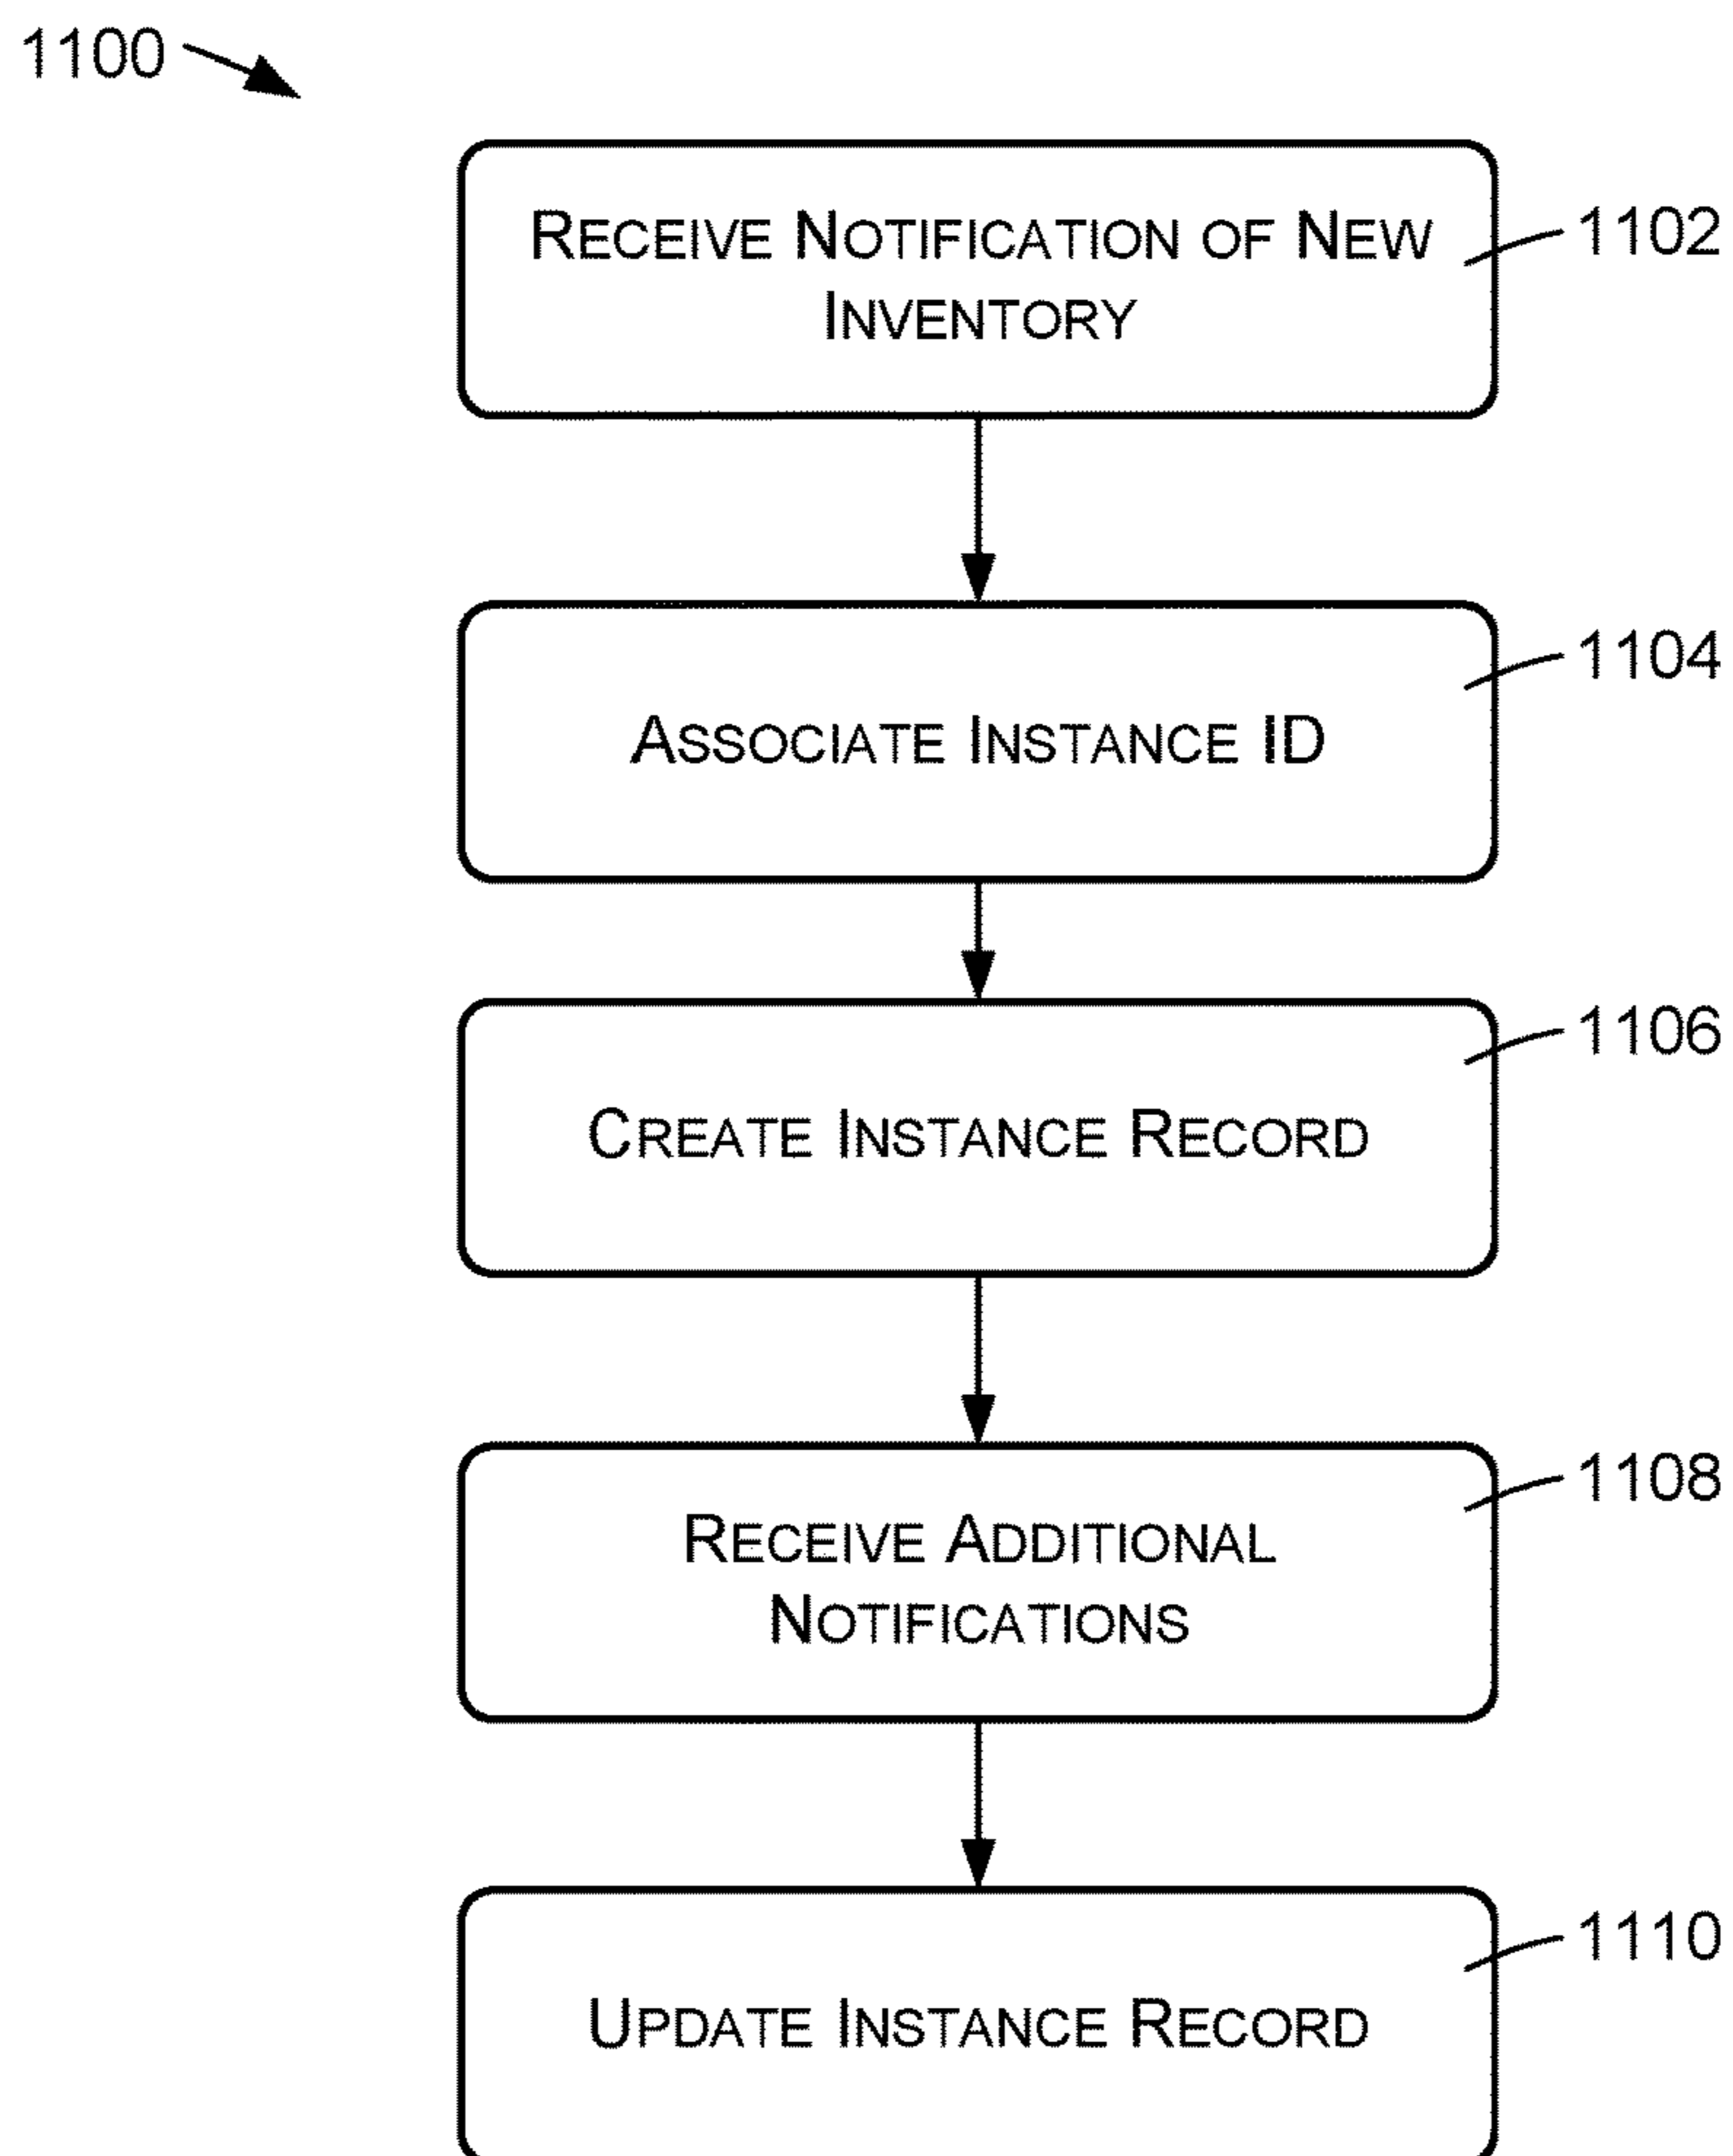 1100
RECEIVE NOTIFICATION OF NEW
INVENTORY
1102
ASSOCIATE INSTANCE ID
1104
CREATE INSTANCE RECORD
1106
RECEIVE ADDITIONAL
NOTIFICATIONS
1108
UPDATE INSTANCE RECORD
1110